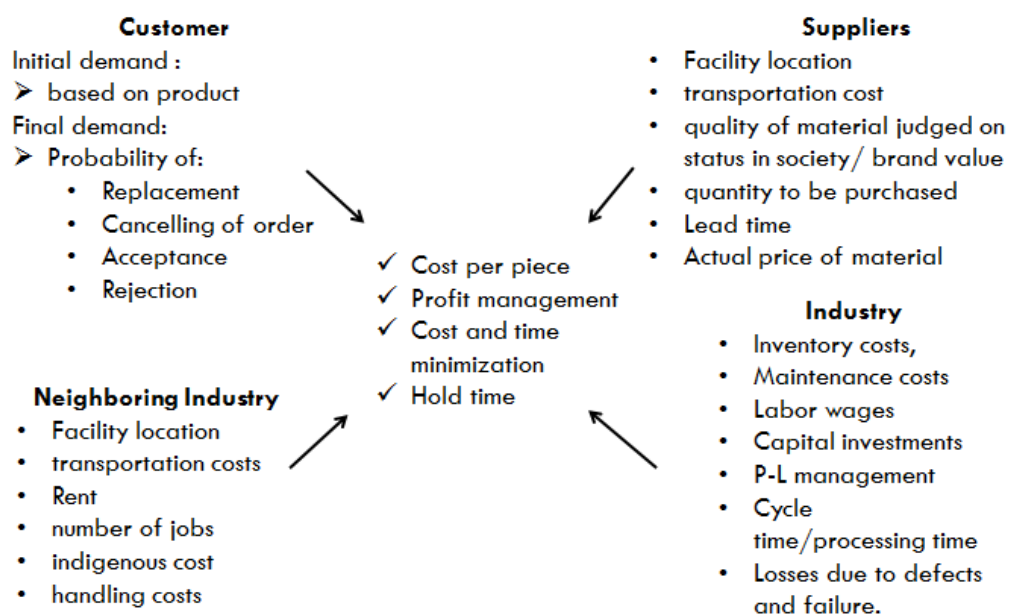 Customer
Initial demand :
➢ based on product
Final demand:
➢ Probability of:
• Replacement
• Cancelling of order
• Acceptance
• Rejection
Suppliers
• Facility location
• transportation cost
• quality of material judged on
status in society/ brand value
• quantity to be purchased
• Lead time
• Actual price of material
✓ Cost per piece
✓ Profit management
✓ Cost and time
minimization
✓ Hold time
Neighboring Industry
• Facility location
• transportation costs
• Rent
• number of jobs
• indigenous cost
• handling costs
Industry
• Inventory costs,
• Maintenance costs
• Labor wages
• Capital investments
• P-L management
• Cycle
time/processing time
• Losses due to defects
and failure.